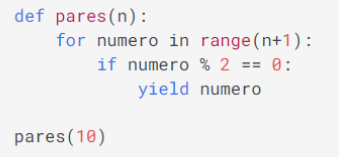 def pares(n):
    for numero in range(n+1):
        if numero % 2 == 0:
            yield numero

pares(10)